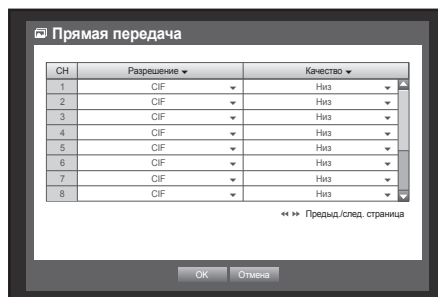 Прямая передача
CH Разрешение Качество
1 CIF Низ
2 CIF Низ
3 CIF Низ
4 CIF Низ
5 CIF Низ
6 CIF Низ
7 CIF Низ
8 CIF Низ
Предыд./след. страница
OK Отмена